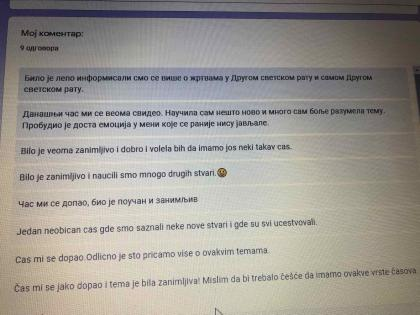 Мој коментар:
9 одговора
Било је лепо информисали смо се више о жртвама у Другом светском рату и самом Другом
светском рату.
Данашњи час ми се веома свидео. Научила сам нешто ново и много сам боље разумела тему.
Пробудио је доста емоција у мени које се раније нису јављале.
Bilo je veoma zanimljivo i dobro i volela bih da imamo jos neki takav cas.
Bilo je zanimljivo i naucili smo mnogo drugih stvari.😢
Час ми се допао, био је поучан и занимљив
Jedan neobican cas gde smo saznali neke nove stvari i gde su svi ucestvovali.
Cas mi se dopao.Odlicno je sto pricamo vise o ovakvim temama.
Čas mi se jako dopao i tema je bila zanimljiva! Mislim da bi trebalo češće da imamo ovakve vrste časova.